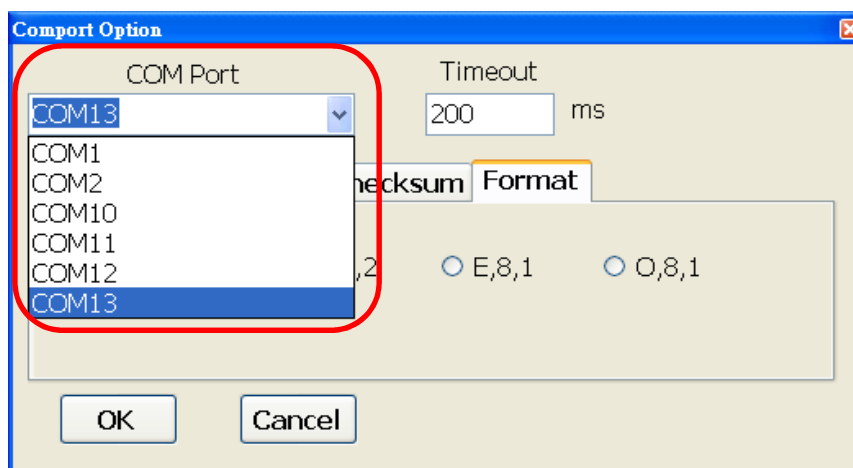 Comport Option
COM Port
Timeout
COM13
200
ms
COM1
COM2
COM10
COM11
COM12
COM13
hecksum
Format
,2
E,8,1
O,8,1
OK
Cancel